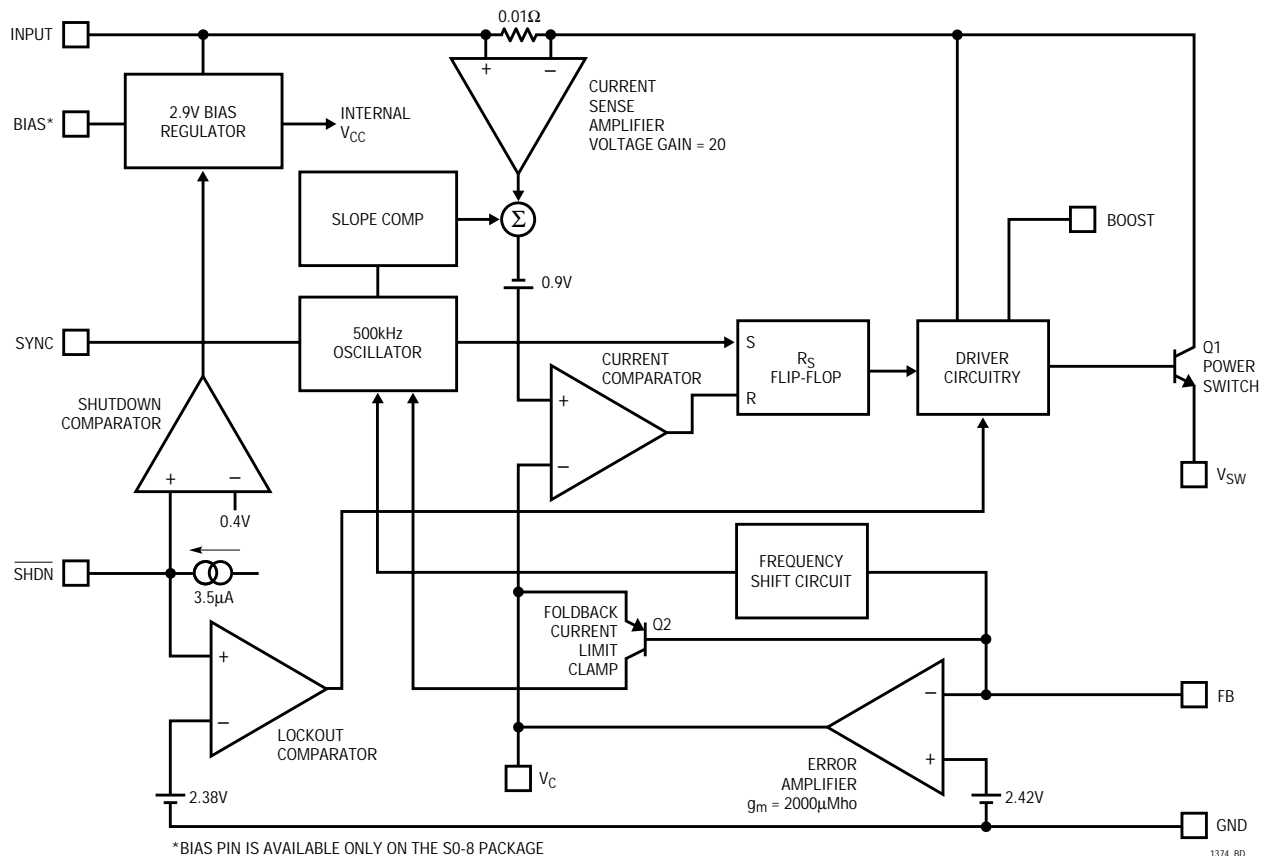 0.01Ω
INPUT
+
–
CURRENT
SENSE
AMPLIFIER
VOLTAGE GAIN = 20
BIAS*
2.9V BIAS
REGULATOR
INTERNAL
VCC
SLOPE COMP
Σ
BOOST
0.9V
SYNC
500kHz
OSCILLATOR
CURRENT
COMPARATOR
S
RS
FLIP-FLOP
R
DRIVER
CIRCUITRY
Q1
POWER
SWITCH
SHUTDOWN
COMPARATOR
+
–
+
–
0.4V
VSW
SHDN
3.5µA
FREQUENCY
SHIFT CIRCUIT
FOLDBACK
CURRENT
LIMIT
CLAMP
Q2
+
–
LOCKOUT
COMPARATOR
–
+
FB
ERROR
AMPLIFIER
gm = 2000µMho
VC
2.38V
2.42V
GND
*BIAS PIN IS AVAILABLE ONLY ON THE S0-8 PACKAGE
1374 BD